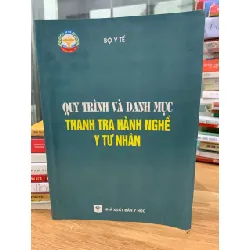 BỘ Y TẾ
QUY TRÌNH VÀ DANH MỤC
THANH TRA HÀNH NGHỀ
Y TƯ NHÂN
NHÀ XUẤT BẢN Y HỌC